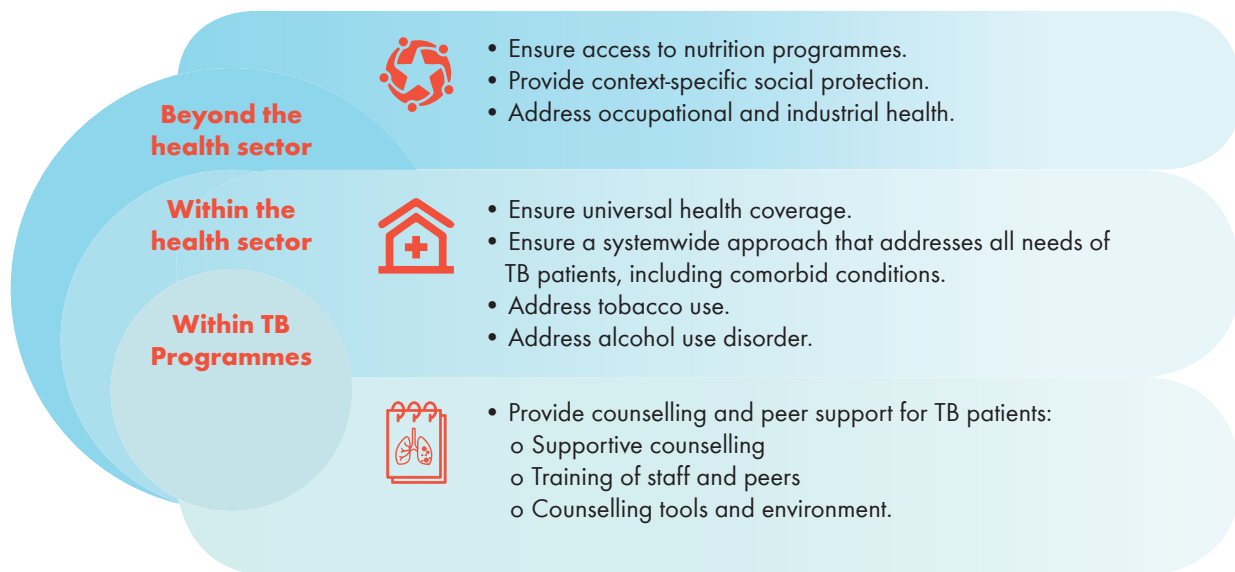 Beyond the
health sector
• Ensure access to nutrition programmes.
• Provide context-specific social protection.
• Address occupational and industrial health.
Within the
health sector
• Ensure universal health coverage.
• Ensure a systemwide approach that addresses all needs of
TB patients, including comorbid conditions.
• Address tobacco use.
• Address alcohol use disorder.
Within TB
Programmes
• Provide counselling and peer support for TB patients:
o Supportive counselling
o Training of staff and peers
o Counselling tools and environment.